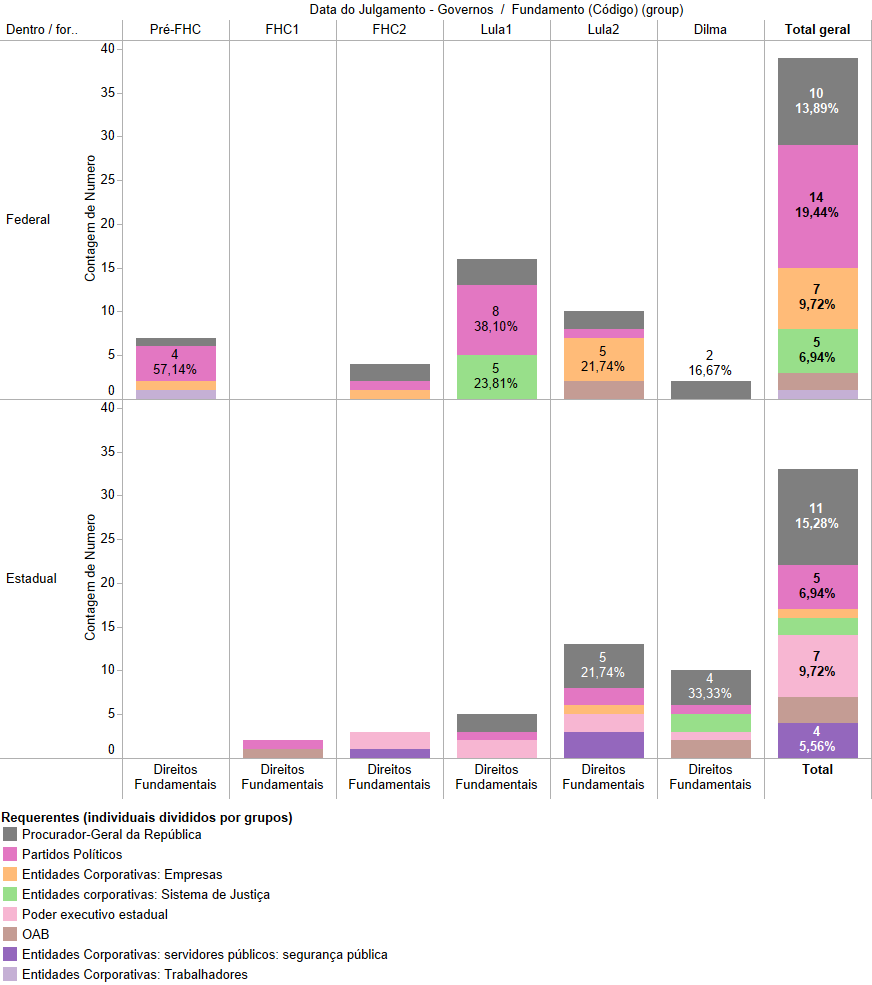 Data do Julgamento - Governos / Fundamento (Código) (group)
Dentro / for.. Pré-FHC FHC1 FHC2 Lula1 Lula2 Dilma Total geral
Federal
Contagem de Numero
40
35
30
25
20
15
10
5
0
4
57,14%
8
38,10%
5
23,81%
5
21,74%
2
16,67%
10
13,89%
14
19,44%
7
9,72%
5
6,94%
Estadual
Contagem de Numero
40
35
30
25
20
15
10
5
0
5
21,74%
4
33,33%
11
15,28%
5
6,94%
7
9,72%
4
5,56%
Direitos Fundamentais
Direitos Fundamentais
Direitos Fundamentais
Direitos Fundamentais
Direitos Fundamentais
Direitos Fundamentais
Total
Requerentes (individuais divididos por grupos)
Procurador-Geral da República
Partidos Políticos
Entidades Corporativas: Empresas
Entidades corporativas: Sistema de Justiça
Poder executivo estadual
OAB
Entidades Corporativas: servidores públicos: segurança pública
Entidades Corporativas: Trabalhadores